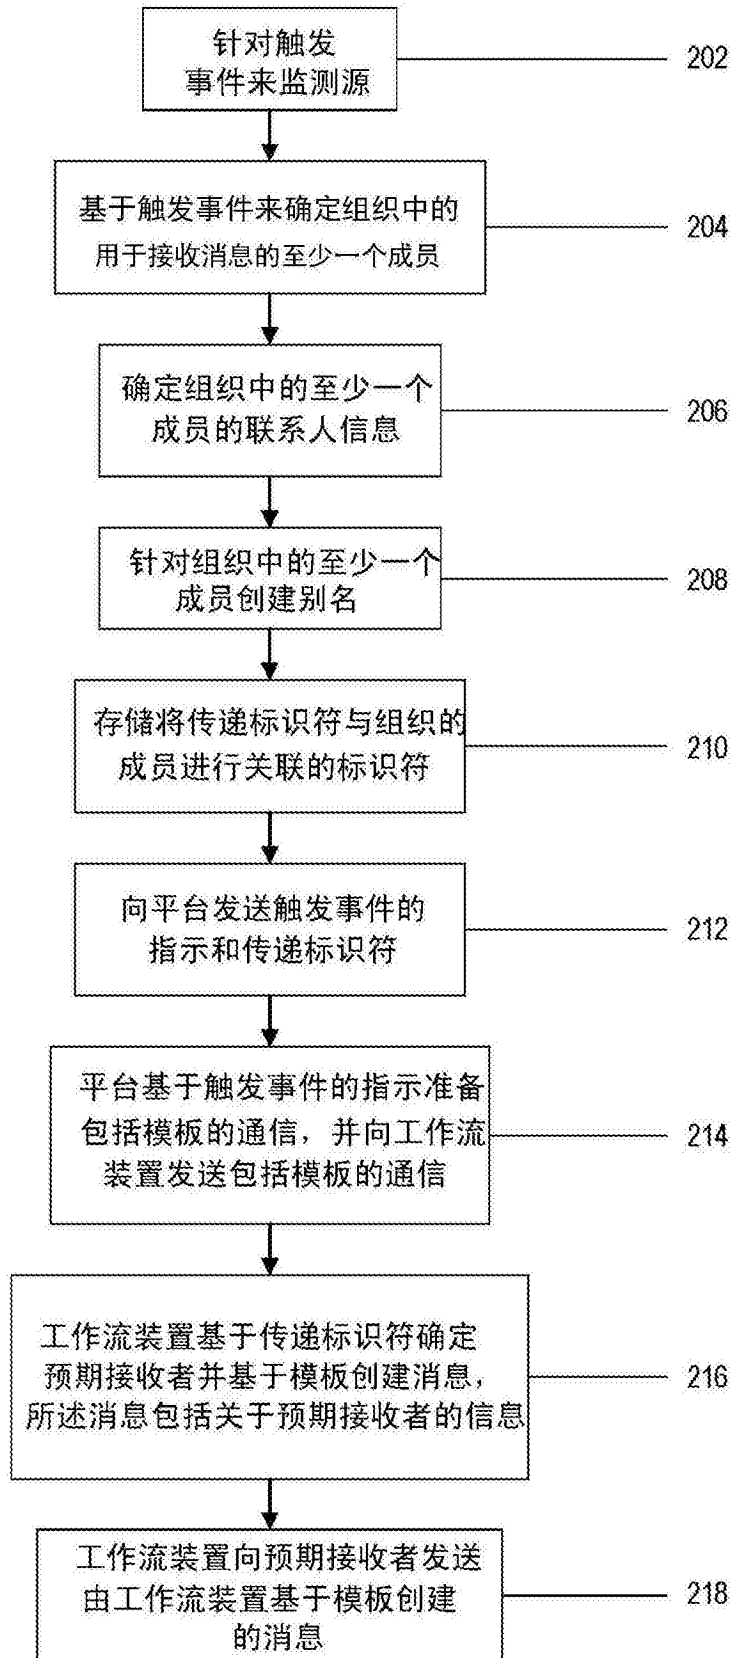 针对触发
事件来监测源
202
基于触发事件来确定组织中的
用于接收消息的至少一个成员
204
确定组织中的至少一个
成员的联系人信息
206
针对组织中的至少一个
成员创建别名
208
存储将传递标识符与组织的
成员进行关联的标识符
210
向平台发送触发事件的
指示和传递标识符
212
平台基于触发事件的指示准备
包括模板的通信，并向工作流
装置发送包括模板的通信
214
工作流装置基于传递标识符确定
预期接收者并基于模板创建消息，
所述消息包括关于预期接收者的信息
216
工作流装置向预期接收者发送
由工作流装置基于模板创建
的消息
218